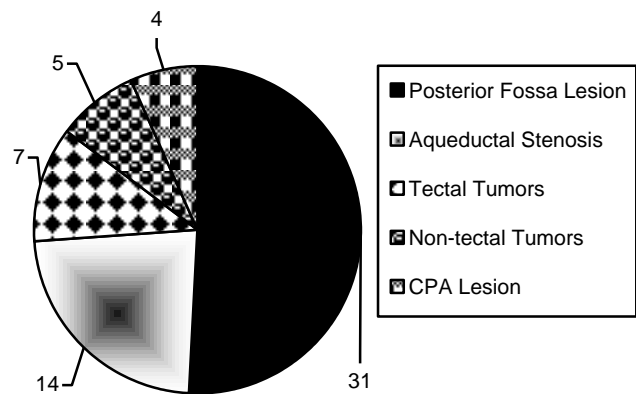 4
5
7
14
31
Posterior Fossa Lesion
Aqueductal Stenosis
Tectal Tumors
Non-tectal Tumors
CPA Lesion